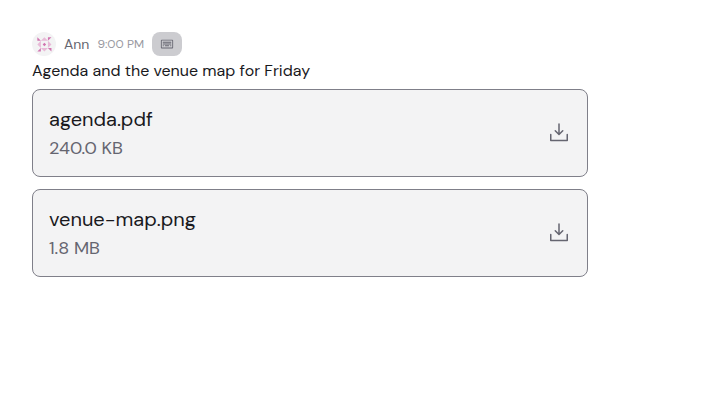 Ann 9:00 PM
Agenda and the venue map for Friday
agenda.pdf
240.0 KB
venue-map.png
1.8 MB